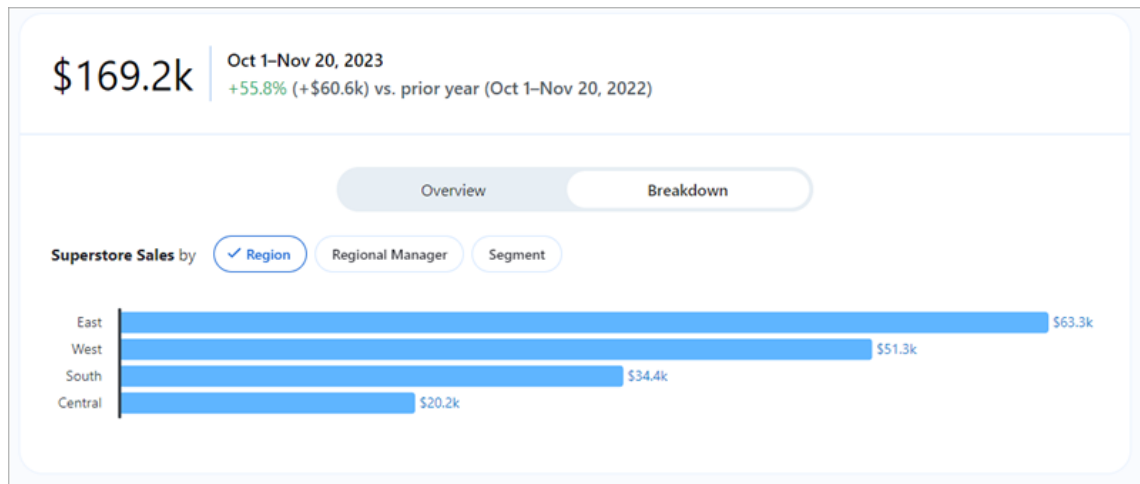 $169.2k
Oct 1–Nov 20, 2023
+55.8% (+$60.6k) vs. prior year (Oct 1–Nov 20, 2022)
Overview Breakdown
Superstore Sales by ✓ Region Regional Manager Segment
East $63.3k
West $51.3k
South $34.4k
Central $20.2k